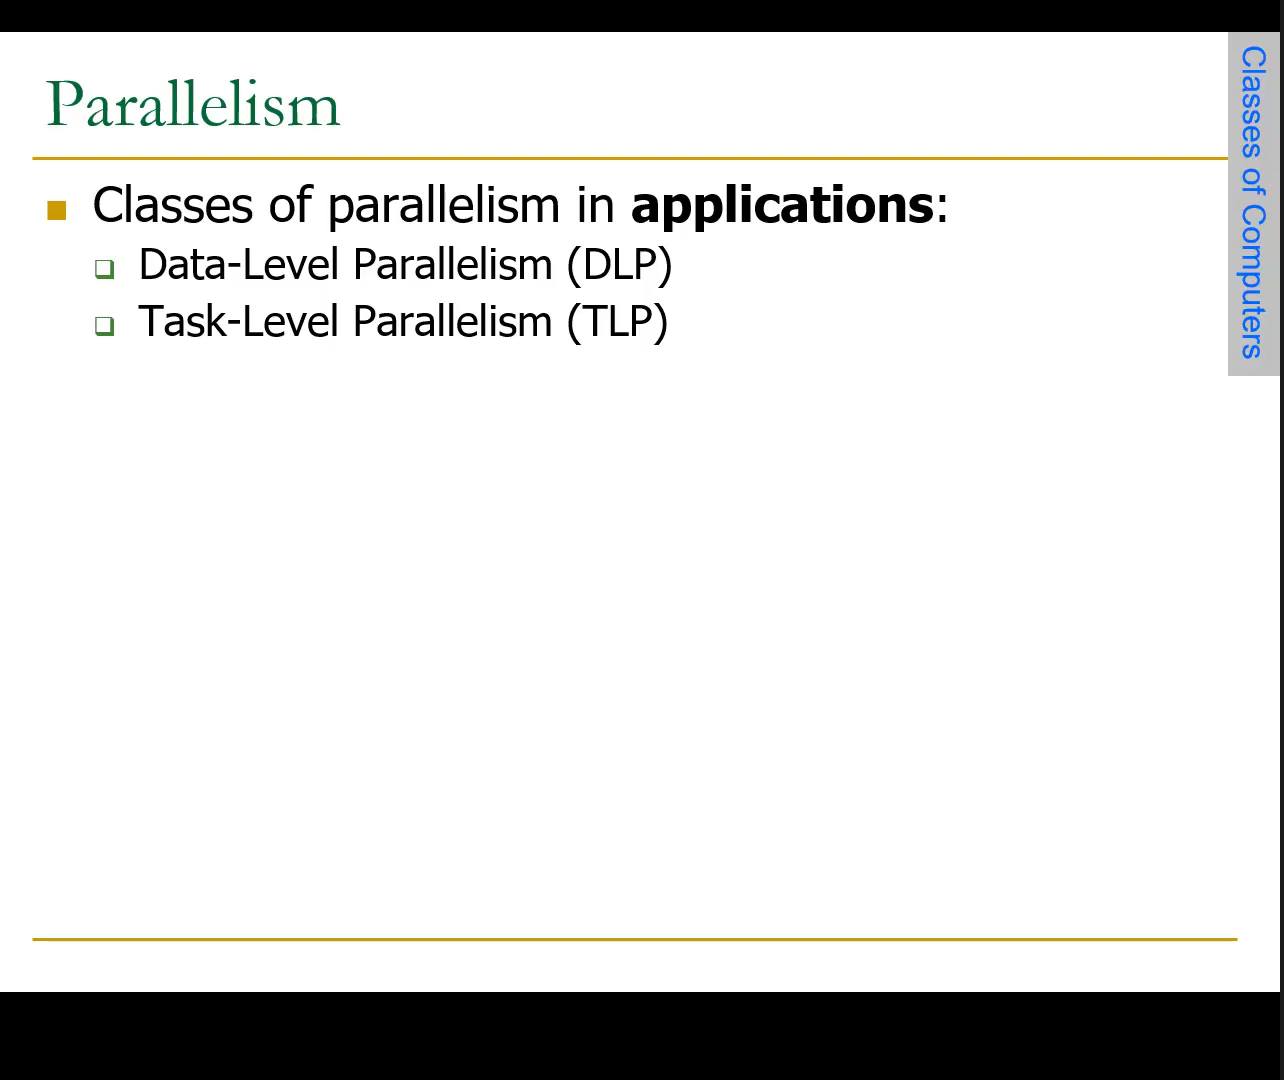 Parallelism
Classes of parallelism in applications:
Data-Level Parallelism (DLP)
Task-Level Parallelism (TLP)
Classes of Computers